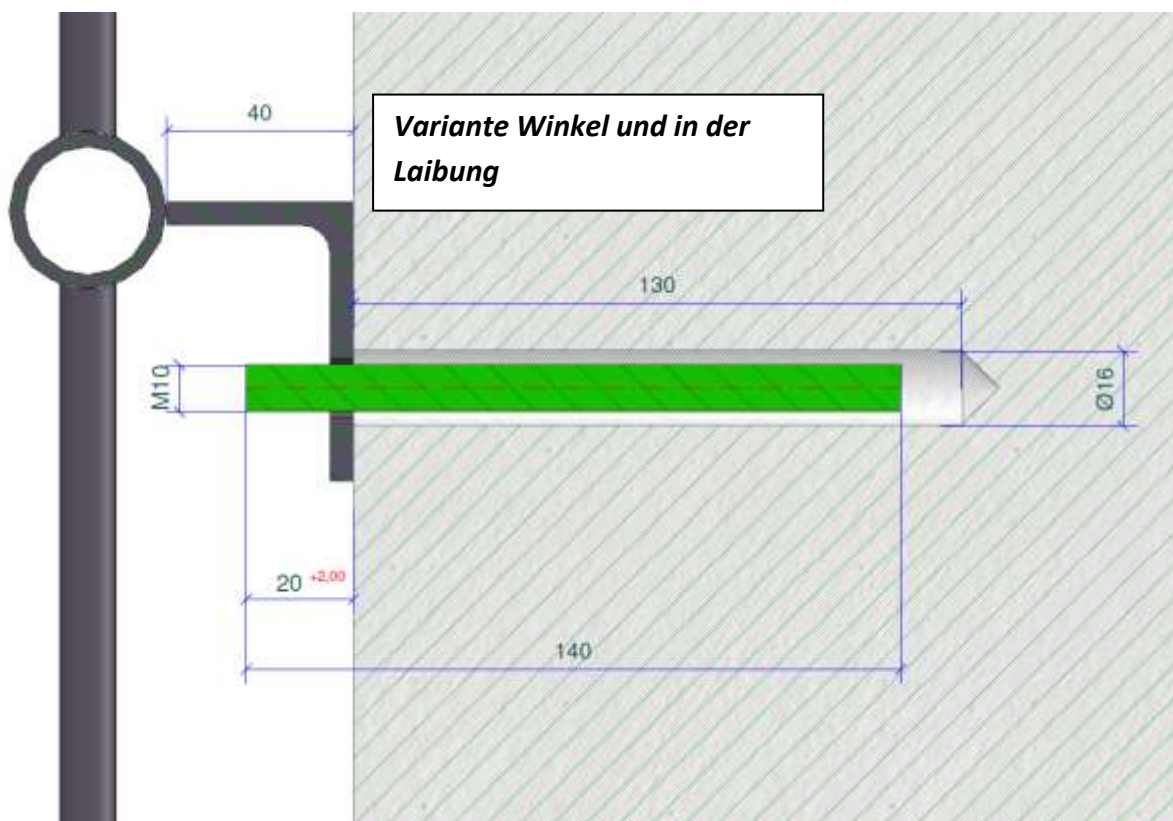 40
Variante Winkel und in der
Laibung
130
M10
Ø16
20 +2,00
140